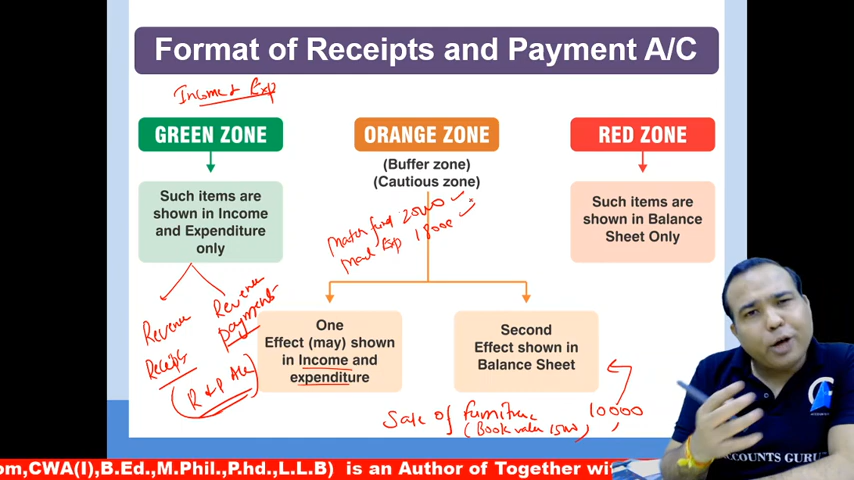 Format of Receipts and Payment A/C
Income & Exp
GREEN ZONE
Such items are
shown in Income
and Expenditure
only
Revenue
Receipts
Revenue
payments
(R & P A/c)
ORANGE ZONE
(Buffer zone)
(Cautious zone)
Match fund 20000
Match Exp 18000
One
Effect (may) shown
in Income and
expenditure
Second
Effect shown in
Balance Sheet
RED ZONE
Such items are
shown in Balance
Sheet Only
Sale of furniture 10000
(Book value 1500)
ACCOUNTS GURU
om,CWA(I),B.Ed.,M.Phil.,P.hd.,L.L.B) is an Author of Together wit